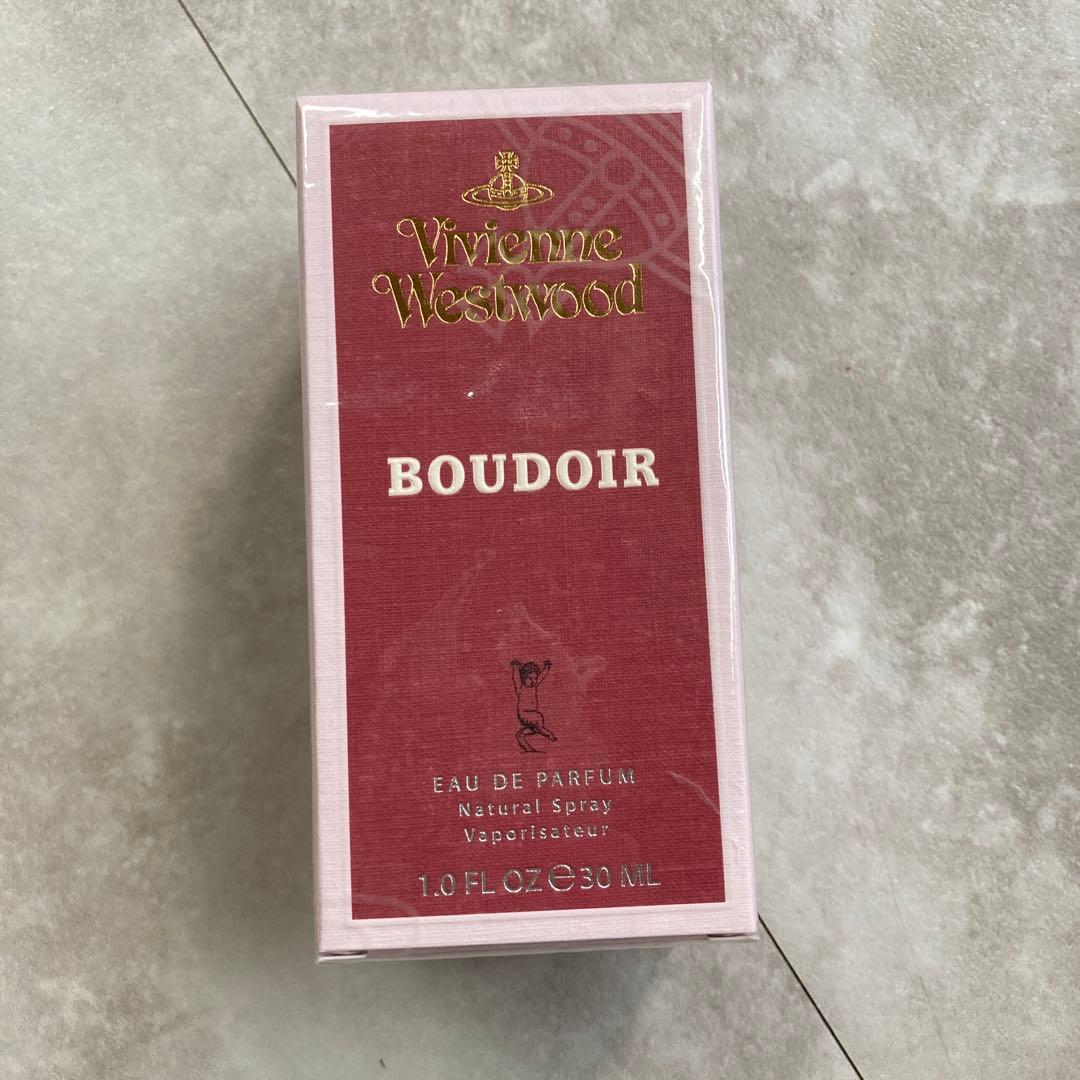 Vivienne
Westwood
BOUDOIR
EAU DE PARFUM
Natural Spray
Vaporisateur
1.0 FL OZ ℮ 30 ML